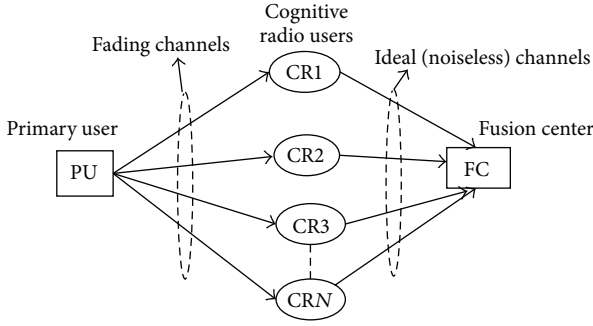 Cognitive
radio users
Fading channels
Ideal (noiseless) channels
CR1
Primary user
Fusion center
CR2
PU
FC
CR3
CRN